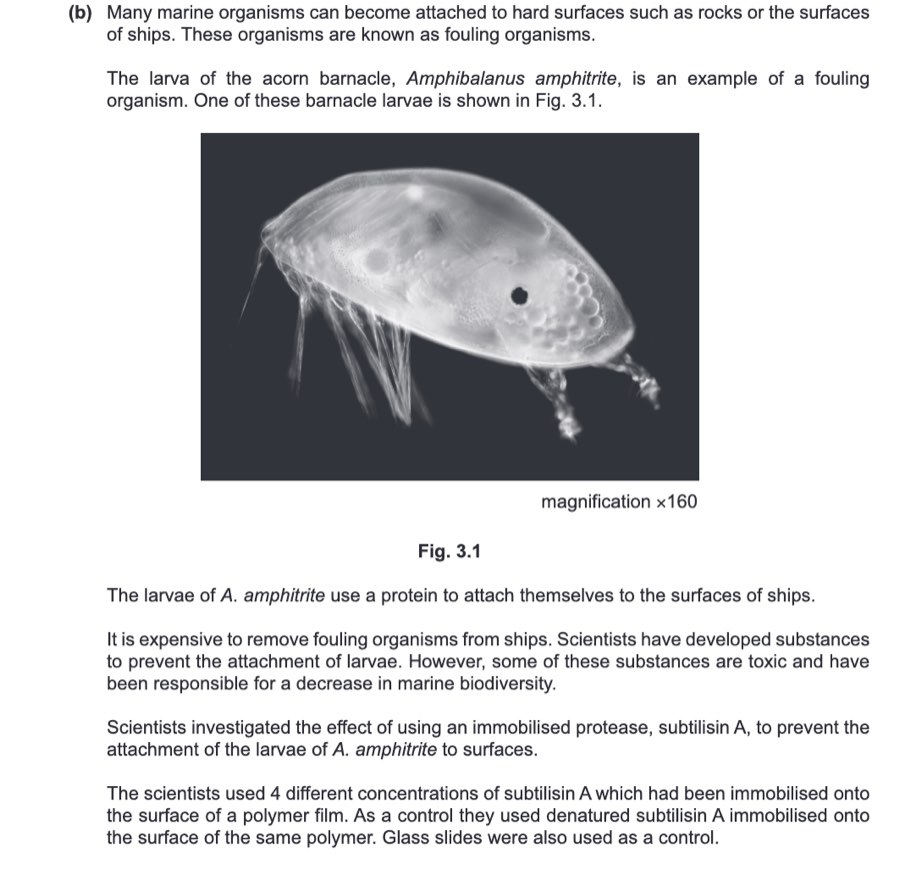 (b) Many marine organisms can become attached to hard surfaces such as rocks or the surfaces
of ships. These organisms are known as fouling organisms.
The larva of the acorn barnacle, Amphibalanus amphitrite, is an example of a fouling
organism. One of these barnacle larvae is shown in Fig. 3.1.
magnification ×160
Fig. 3.1
The larvae of A. amphitrite use a protein to attach themselves to the surfaces of ships.
It is expensive to remove fouling organisms from ships. Scientists have developed substances
to prevent the attachment of larvae. However, some of these substances are toxic and have
been responsible for a decrease in marine biodiversity.
Scientists investigated the effect of using an immobilised protease, subtilisin A, to prevent the
attachment of the larvae of A. amphitrite to surfaces.
The scientists used 4 different concentrations of subtilisin A which had been immobilised onto
the surface of a polymer film. As a control they used denatured subtilisin A immobilised onto
the surface of the same polymer. Glass slides were also used as a control.